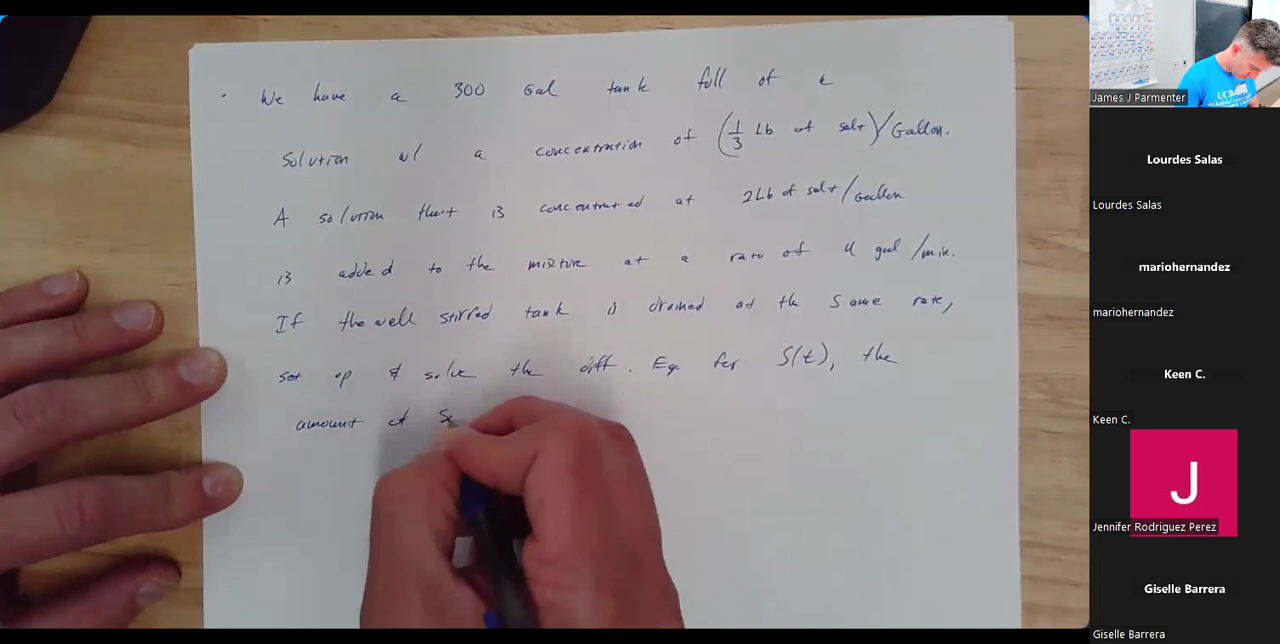 · We have a 300 Gal tank full of a
Solution w/ a concentration of (1/3 Lb of salt)/Gallon.
A solution that is concentrated at 2Lb of salt/Gallon
is added to the mixture at a rate of 4 gal/min.
If the well stirred tank is drained at the same rate,
set up & solve the diff. Eq. for S(t), the
amount of
James J Parmenter
Lourdes Salas
Lourdes Salas
mariohernandez
mariohernandez
Keen C.
Keen C.
J
Jennifer Rodriguez Perez
Giselle Barrera
Giselle Barrera